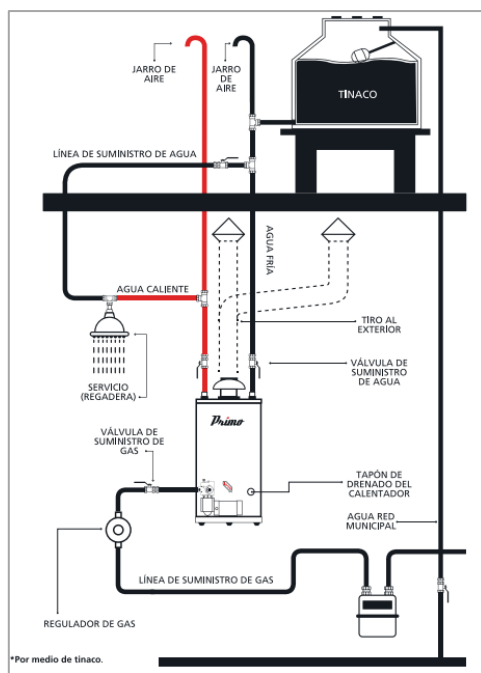 JARRO DE
AIRE
JARRO
DE
AIRE
TINACO
LÍNEA DE SUMINISTRO DE AGUA
AGUA FRÍA
AGUA CALIENTE
TIRO AL
EXTERIOR
SERVICIO
(REGADERA)
VÁLVULA DE
SUMINISTRO
DE AGUA
Primo
VÁLVULA DE
SUMINISTRO DE
GAS
TAPÓN DE
DRENADO DEL
CALENTADOR
AGUA RED
MUNICIPAL
LÍNEA DE SUMINISTRO DE GAS
REGULADOR DE GAS
*Por medio de tinaco.